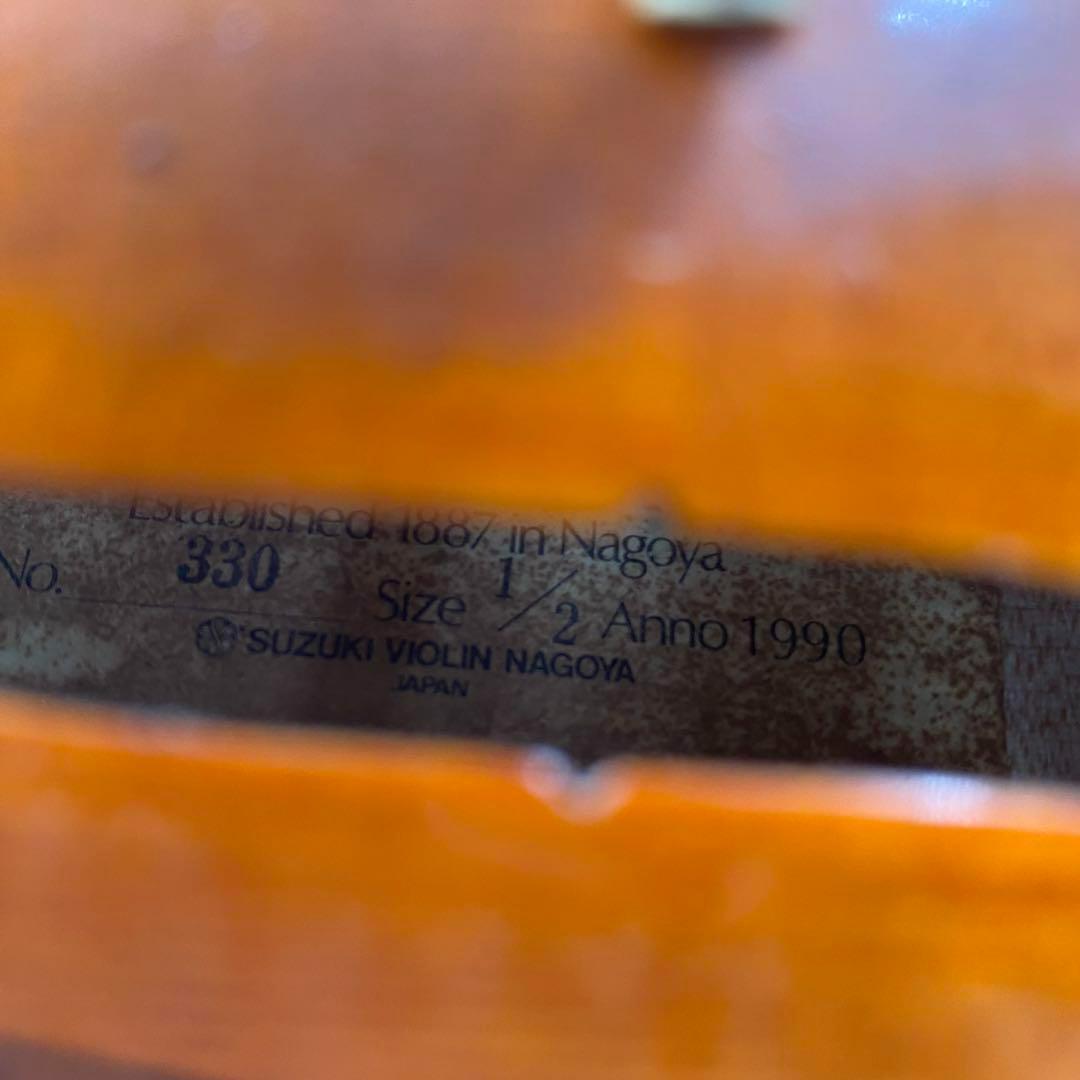 Established 1887 in Nagoya
No. 330 Size 1/2 Anno 1990
SUZUKI VIOLIN NAGOYA
JAPAN